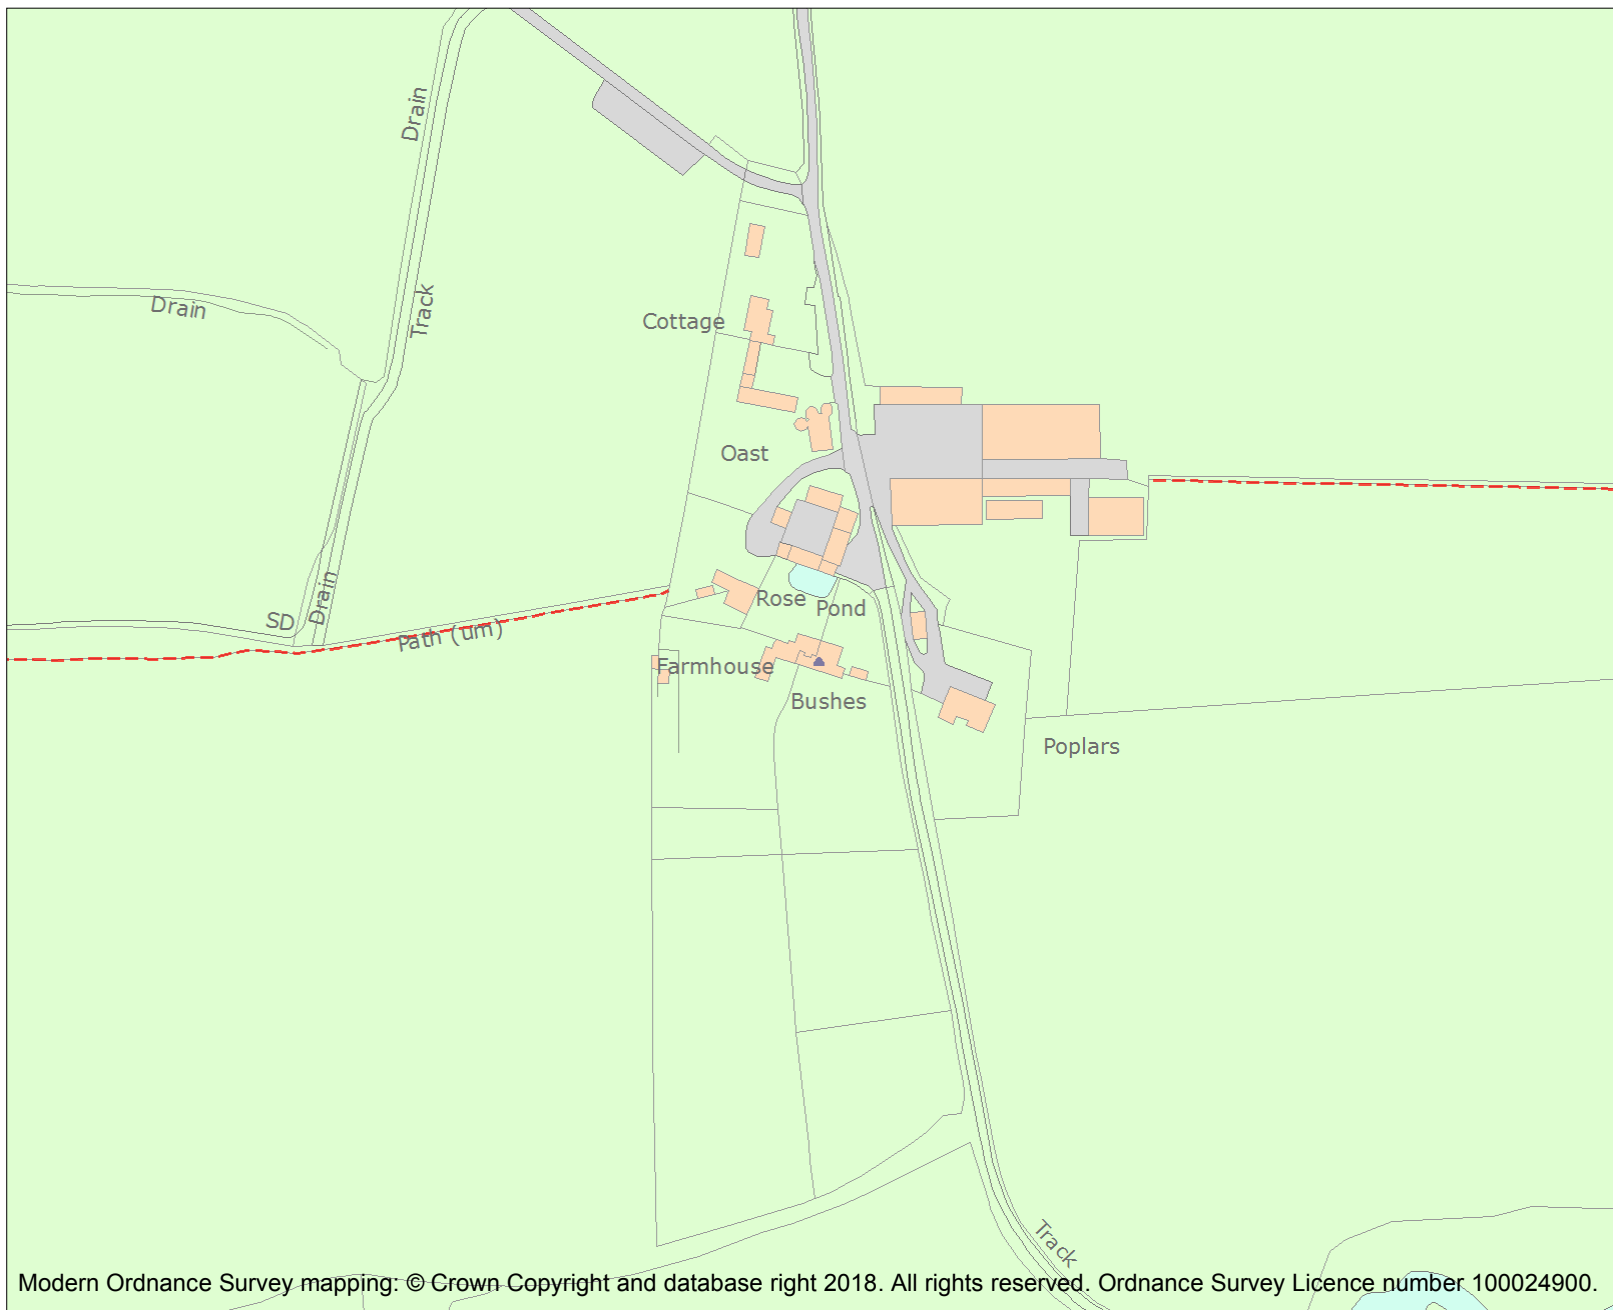 Drain
Drain
Track
Cottage
Oast
SD
Drain
Path (um)
Rose
Pond
Farmhouse
Bushes
Poplars
Track
Modern Ordnance Survey mapping: © Crown Copyright and database right 2018. All rights reserved. Ordnance Survey Licence number 100024900.